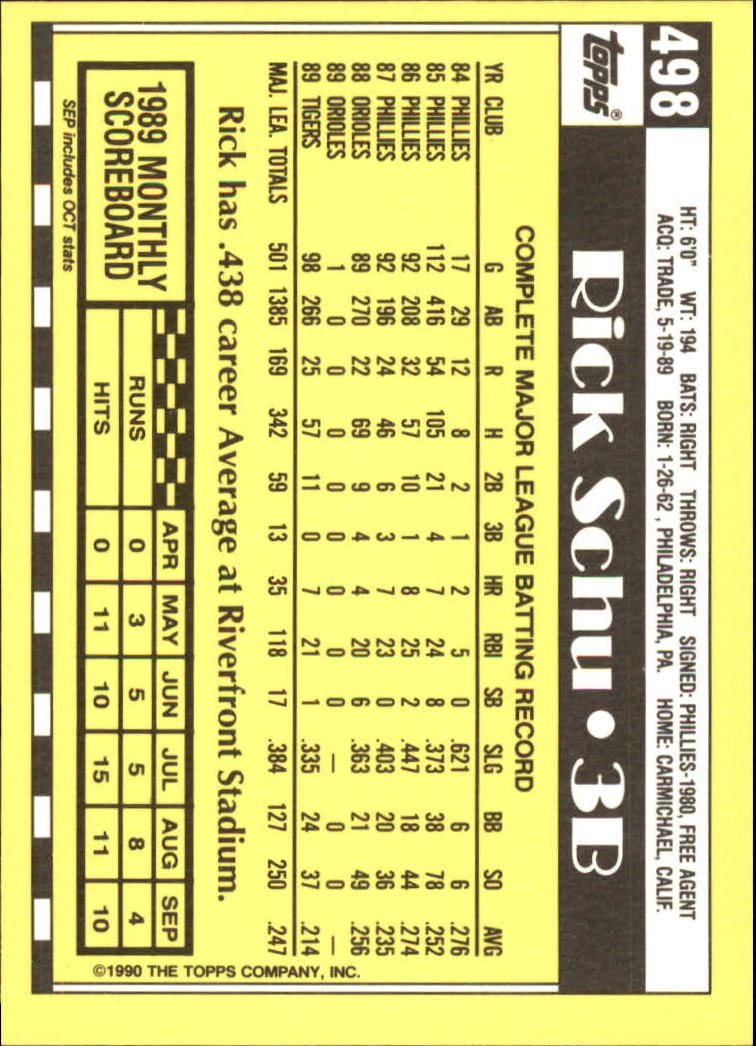 498
topps®
HT: 6'0" WT: 194 BATS: RIGHT THROWS: RIGHT SIGNED: PHILLIES-1980, FREE AGENT
ACQ: TRADE, 5-19-89 BORN: 1-26-62 , PHILADELPHIA, PA. HOME: CARMICHAEL, CALIF.
Rick Schu • 3B
COMPLETE MAJOR LEAGUE BATTING RECORD
YR CLUB G AB R H 2B 3B HR RBI SB SLG BB SO AVG
84 PHILLIES 17 29 12 8 2 1 2 5 0 .621 6 6 .276
85 PHILLIES 112 416 54 105 21 4 7 24 8 .373 38 78 .252
86 PHILLIES 92 208 32 57 10 1 8 25 2 .447 18 44 .274
87 PHILLIES 92 196 24 46 6 3 7 23 0 .403 20 36 .235
88 ORIOLES 89 270 22 69 9 4 4 20 6 .363 21 49 .256
89 ORIOLES 1 0 0 0 0 0 0 0 0 — 0 0 —
89 TIGERS 98 266 25 57 11 0 7 21 1 .335 24 37 .214
MAJ. LEA. TOTALS 501 1385 169 342 59 13 35 118 17 .384 127 250 .247
Rick has .438 career Average at Riverfront Stadium.
1989 MONTHLY
SCOREBOARD
APR MAY JUN JUL AUG SEP
RUNS 0 3 5 5 8 4
HITS 0 11 10 15 11 10
SEP includes OCT stats
©1990 THE TOPPS COMPANY, INC.